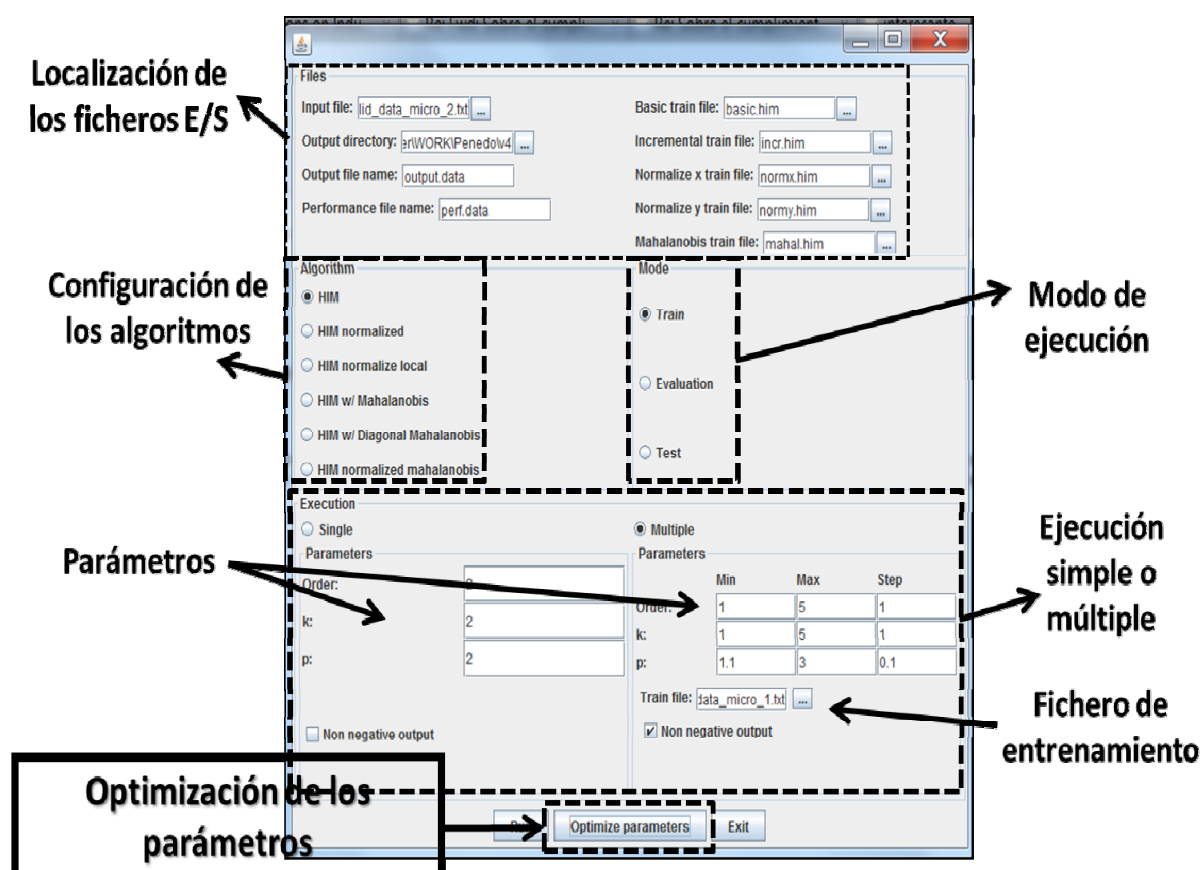 Localización de
los ficheros E/S
Files
Input file: lid_data_micro_2.txt ...
Basic train file: basic.him ...
Output directory: er\WORK\Penedo\v4 ...
Incremental train file: incr.him ...
Output file name: output.data
Normalize x train file: normx.him ...
Performance file name: perf.data
Normalize y train file: normy.him ...
Mahalanobis train file: mahal.him ...
Configuración de
los algoritmos
Algorithm
HIM
HIM normalized
HIM normalize local
HIM w/ Mahalanobis
HIM w/ Diagonal Mahalanobis
HIM normalized mahalanobis
Mode
Train
Evaluation
Test
Modo de
ejecución
Execution
Single
Multiple
Parámetros
Parameters
Order:
k: 2
p: 2
Non negative output
Parameters
Min Max Step
Order: 1 5 1
k: 1 5 1
p: 1.1 3 0.1
Train file: data_micro_1.txt ...
Non negative output
Ejecución
simple o
múltiple
Fichero de
entrenamiento
Optimización de los
parámetros
Optimize parameters
Exit